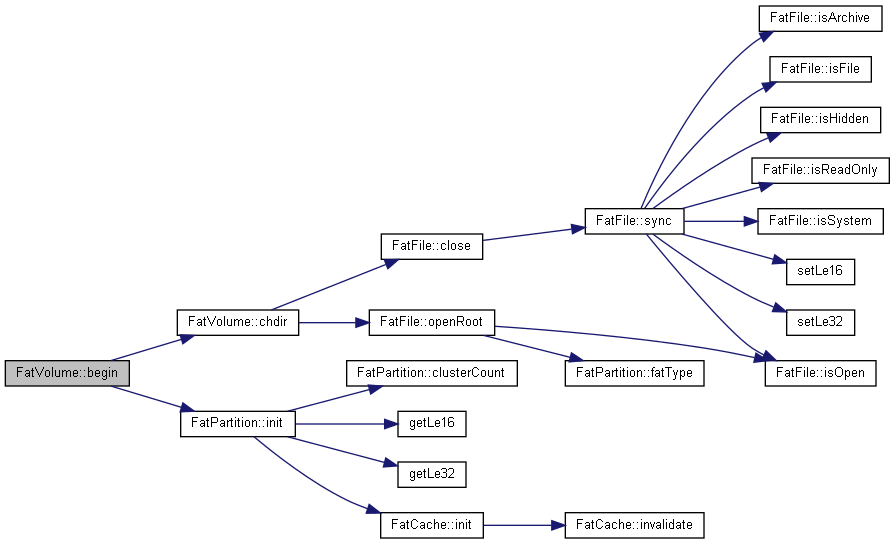 FatFile::isArchive
FatFile::isFile
FatFile::isHidden
FatFile::isReadOnly
FatFile::sync
FatFile::isSystem
FatFile::close
setLe16
FatVolume::chdir
FatFile::openRoot
setLe32
FatVolume::begin
FatPartition::clusterCount
FatPartition::fatType
FatFile::isOpen
FatPartition::init
getLe16
getLe32
FatCache::init
FatCache::invalidate